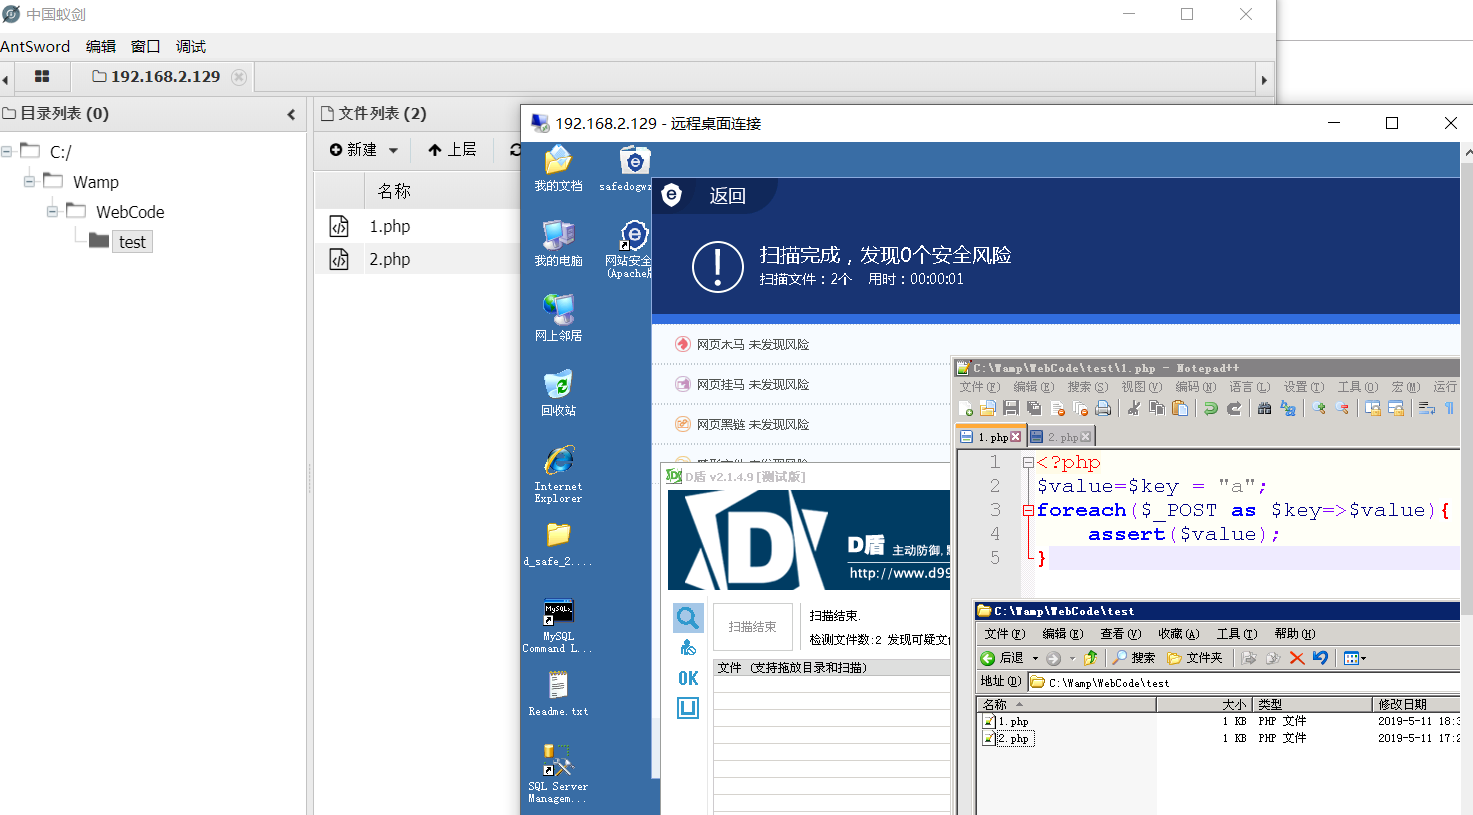 中国蚁剑
AntSword 编辑 窗口 调试
192.168.2.129
目录列表 (0)
C:/
Wamp
WebCode
test
文件列表 (2)
新建 上层
名称
1.php
2.php
192.168.2.129 - 远程桌面连接
我的文档
我的电脑
网上邻居
回收站
Internet
Explorer
d_safe_2....
MySQL
Command L...
Readme.txt
SQL Server
Managem...
safedogwz
网站安全
(Apache版
返回
扫描完成，发现0个安全风险
扫描文件：2个 用时：00:00:01
网页木马 未发现风险
网页挂马 未发现风险
网页黑链 未发现风险
D盾 v2.1.4.9 [测试版]
D盾 主动防御,
http://www.d99
扫描结束
扫描结束.
检测文件数:2 发现可疑文件
OK
文件 (支持拖放目录和扫描)
C:\Wamp\WebCode\test\1.php - Notepad++
文件(F) 编辑(E) 搜索(S) 视图(V) 编码(N) 语言(L) 设置(T) 工具(O) 宏(M) 运行
1.php 2.php
1 <?php
2 $value=$key = "a";
3 foreach($_POST as $key=>$value){
4 assert($value);
5 }
C:\Wamp\WebCode\test
文件(F) 编辑(E) 查看(V) 收藏(A) 工具(T) 帮助(H)
后退 搜索 文件夹
地址(D) C:\Wamp\WebCode\test
名称 大小 类型 修改日期
1.php 1 KB PHP 文件 2019-5-11 18:3
2.php 1 KB PHP 文件 2019-5-11 17:2